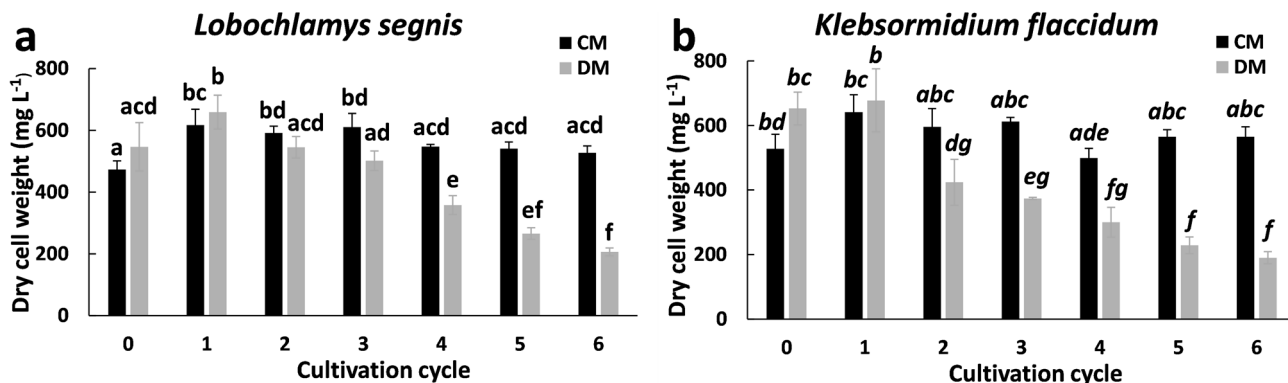 a
Lobochlamys segnis
CM
DM
Dry cell weight (mg L-1)
800
600
400
200
0
a acd bc b bd acd bd ad acd e acd ef acd f
0 1 2 3 4 5 6
Cultivation cycle
b
Klebsormidium flaccidum
CM
DM
Dry cell weight (mg L-1)
800
600
400
200
0
bd bc bc b abc dg abc eg ade fg abc f abc f
0 1 2 3 4 5 6
Cultivation cycle